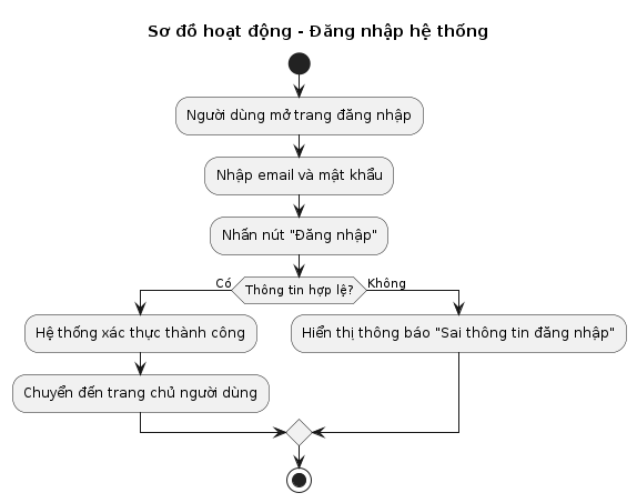 Sơ đồ hoạt động - Đăng nhập hệ thống
Người dùng mở trang đăng nhập
Nhập email và mật khẩu
Nhấn nút "Đăng nhập"
Thông tin hợp lệ?
Có
Không
Hệ thống xác thực thành công
Hiển thị thông báo "Sai thông tin đăng nhập"
Chuyển đến trang chủ người dùng